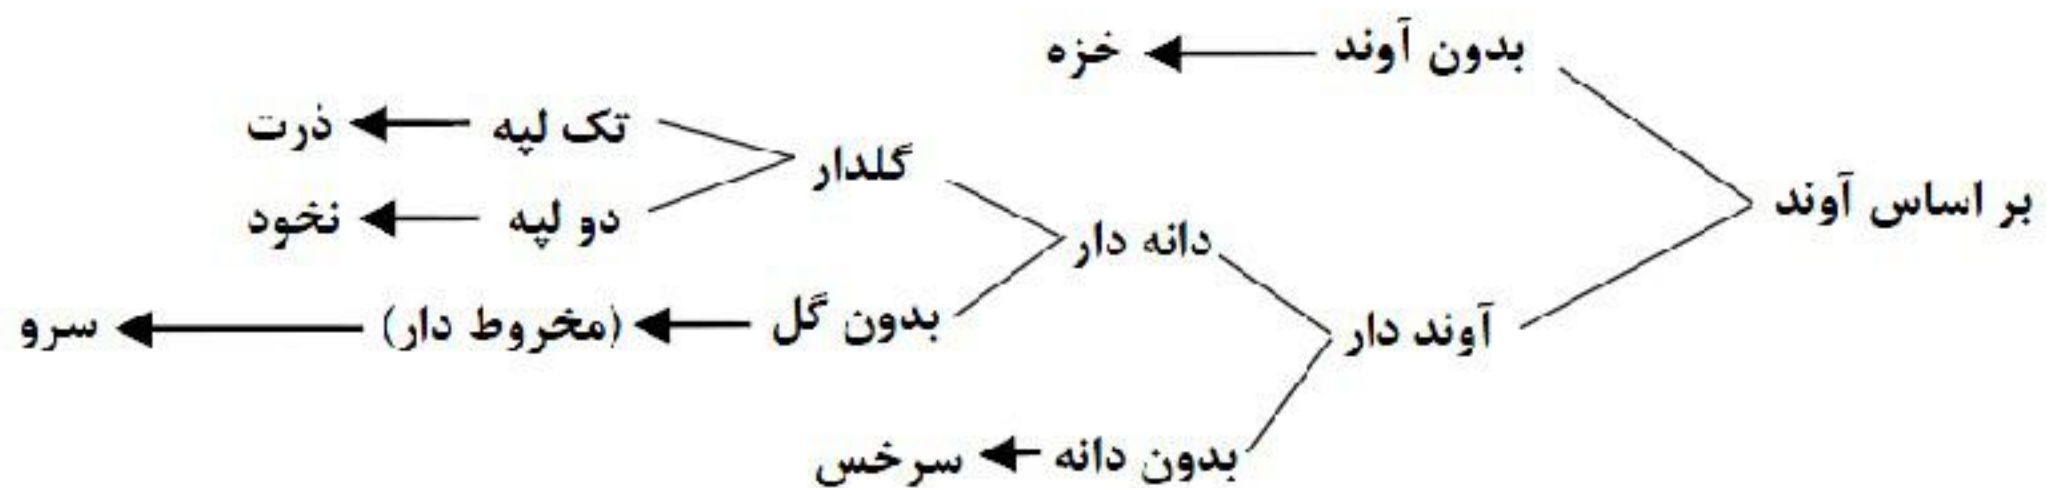 بدون آوند خزه
تک لپه ذرت
گلدار
بر اساس آوند
دو لپه نخود
دانه دار
آوند دار
بدون گل (مخروط دار) سرو
بدون دانه سرخس